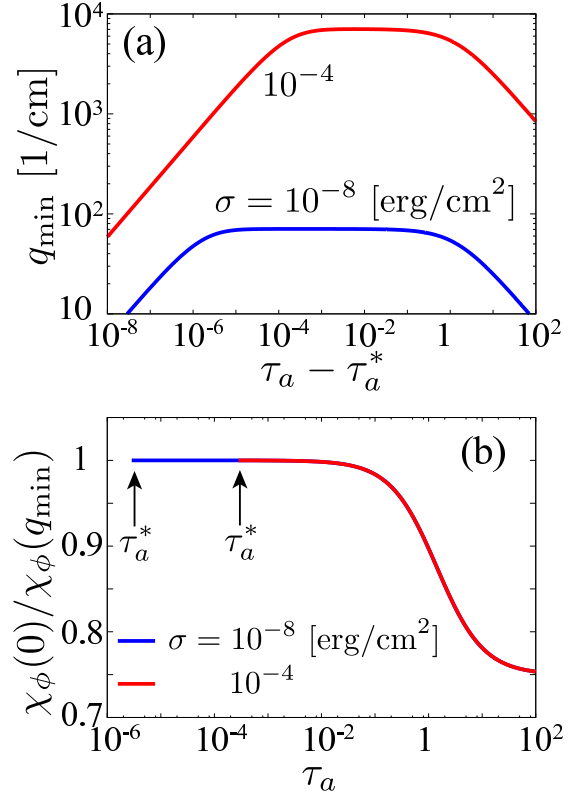 (a)
q_min [1/cm]
10^4
10^3
10^2
10
10^−4
σ = 10^−8 [erg/cm^2]
10^-8 10^-6 10^-4 10^-2 1 10^2
τ_a − τ_a^*
(b)
χ_ϕ(0)/χ_ϕ(q_min)
1
0.9
0.8
0.7
τ_a^* τ_a^*
σ = 10^−8 [erg/cm^2]
10^−4
10^-6 10^-4 10^-2 1 10^2
τ_a